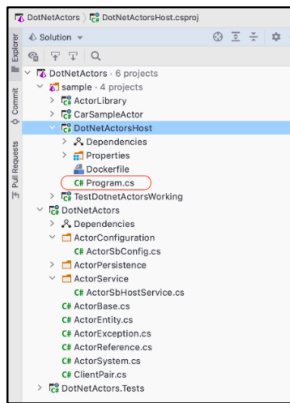 DotNetActors DotNetActorsHost.csproj
Solution
DotNetActors · 6 projects
sample · 4 projects
ActorLibrary
CarSampleActor
DotNetActorsHost
Dependencies
Properties
Dockerfile
C# Program.cs
TestDotnetActorsWorking
DotNetActors
Dependencies
ActorConfiguration
C# ActorSbConfig.cs
ActorPersistence
ActorService
C# ActorSbHostService.cs
C# ActorBase.cs
C# ActorEntity.cs
C# ActorException.cs
C# ActorReference.cs
C# ActorSystem.cs
C# ClientPair.cs
DotNetActors.Tests
Explorer
Commit
Pull Requests